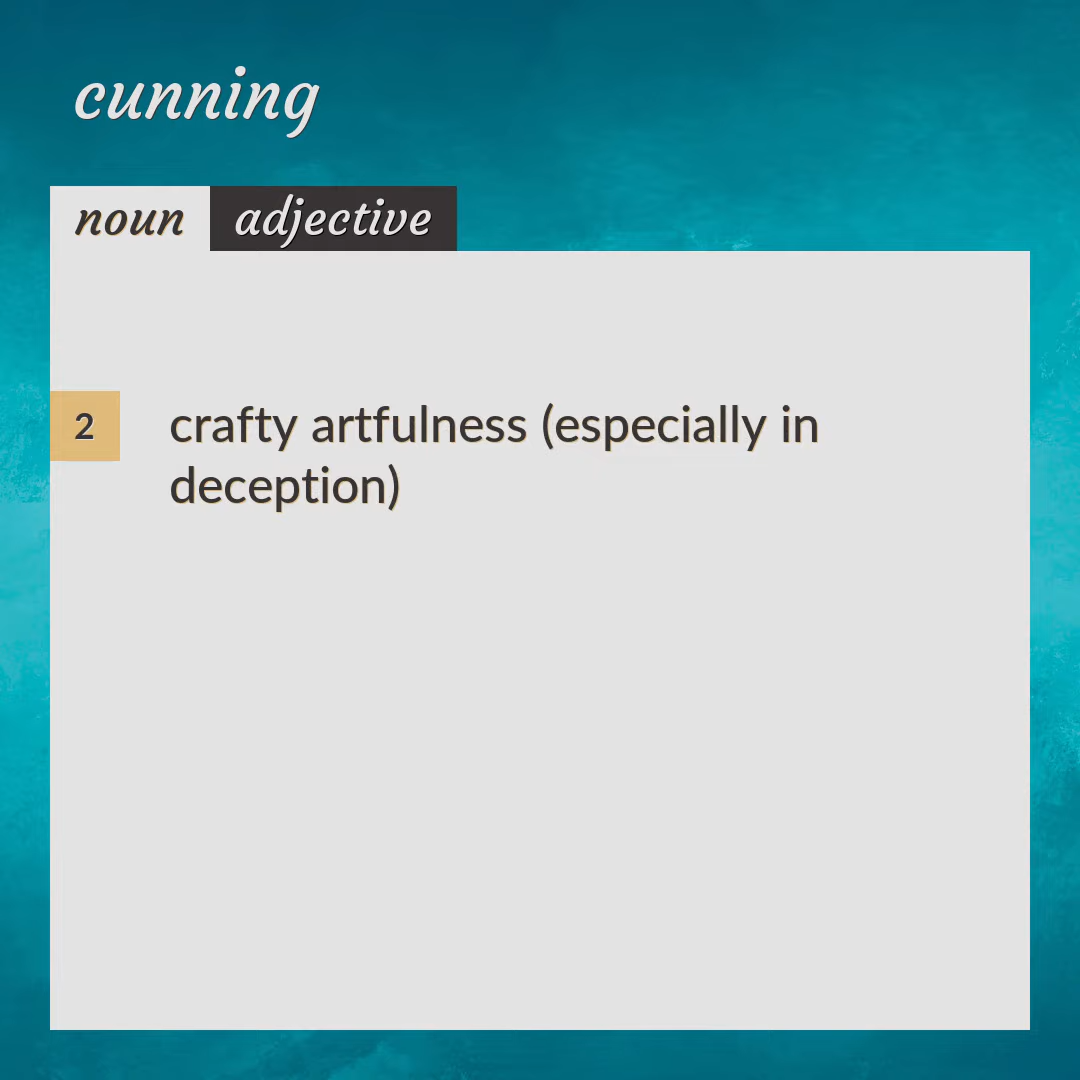 cunning
noun adjective
2 crafty artfulness (especially in
deception)